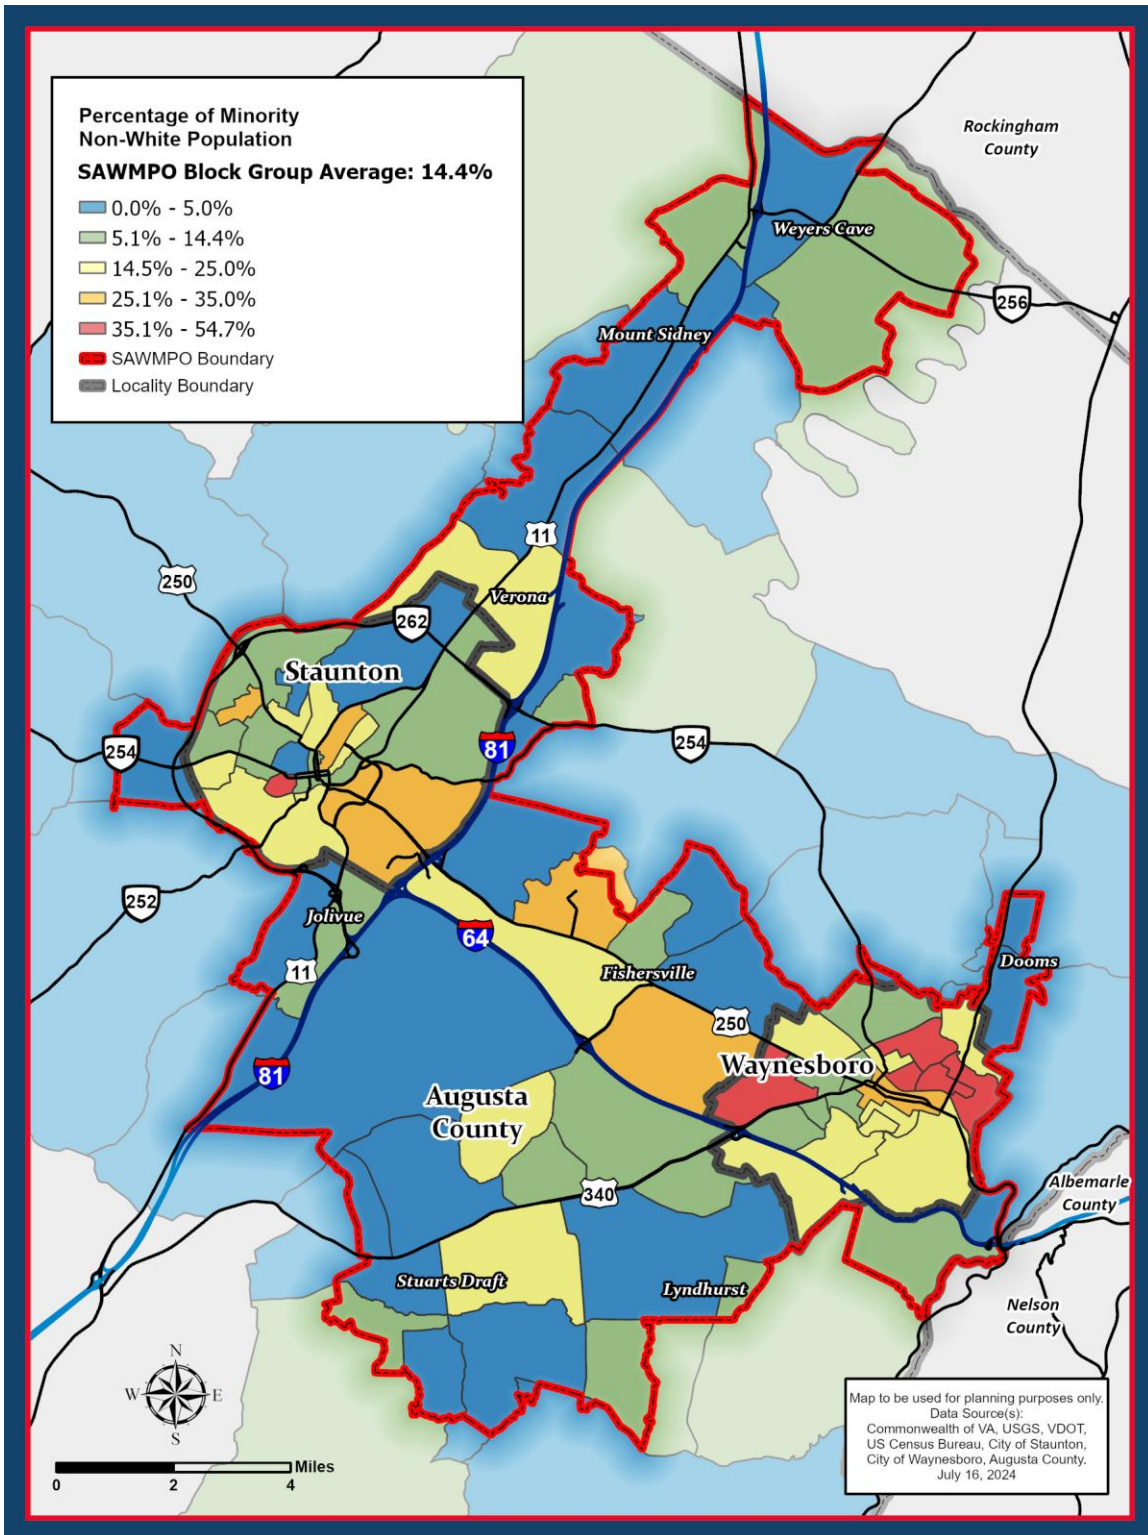 Percentage of Minority
Non-White Population
SAWMPO Block Group Average: 14.4%
0.0% - 5.0%
5.1% - 14.4%
14.5% - 25.0%
25.1% - 35.0%
35.1% - 54.7%
SAWMPO Boundary
Locality Boundary
Rockingham
County
Weyers Cave
256
Mount Sidney
11
250
Verona
262
Staunton
254
81
254
252
Jolivue
64
11
Fishersville
Dooms
250
Waynesboro
81
Augusta
County
340
Albemarle
County
Stuarts Draft
Lyndhurst
Nelson
County
N
W
E
S
Miles
0
2
4
Map to be used for planning purposes only.
Data Source(s):
Commonwealth of VA, USGS, VDOT,
US Census Bureau, City of Staunton,
City of Waynesboro, Augusta County.
July 16, 2024